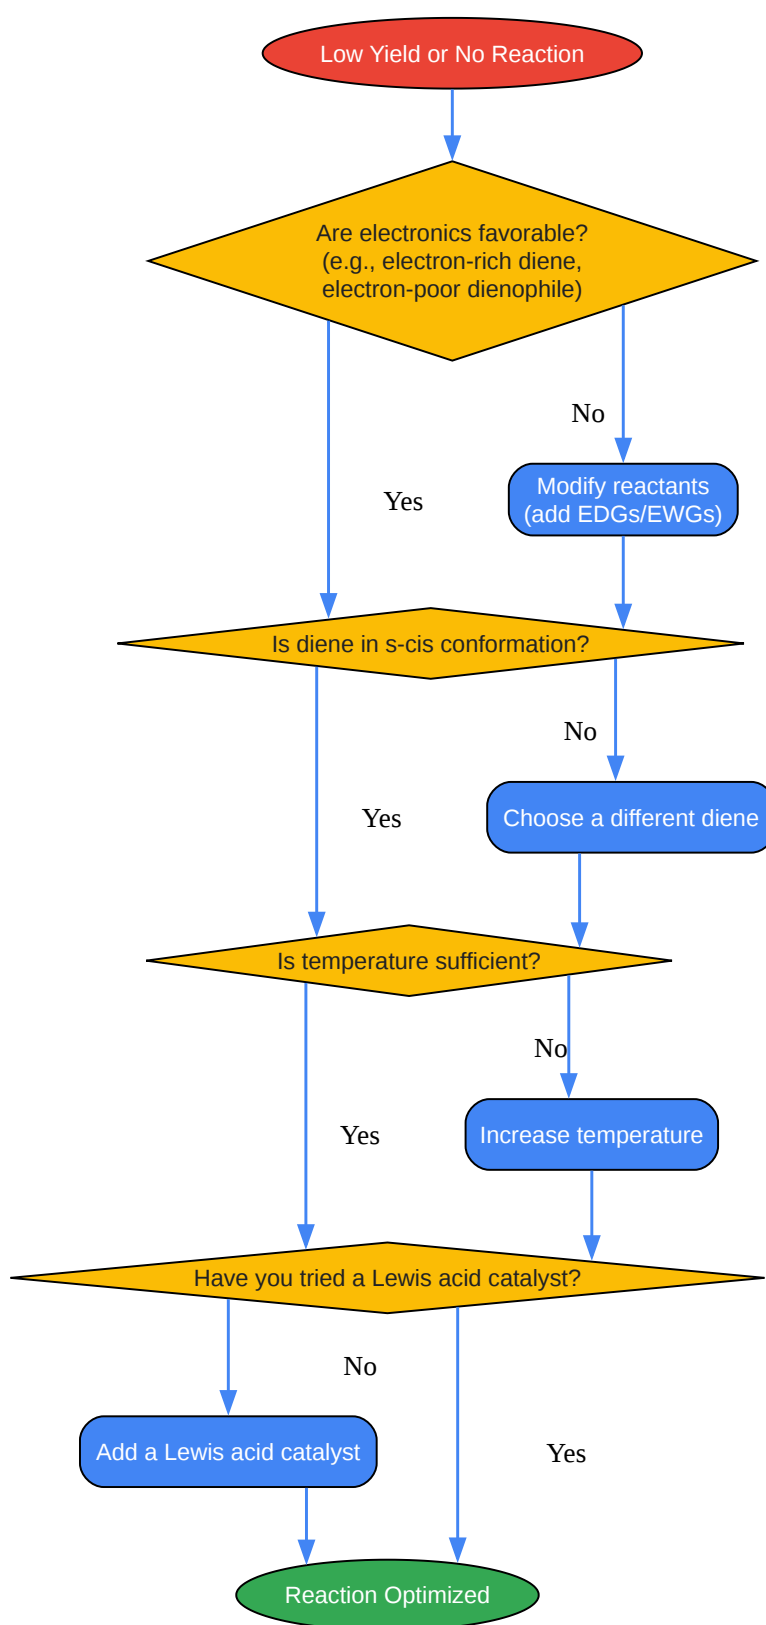 Low Yield or No Reaction
Are electronics favorable?
(e.g., electron-rich diene,
electron-poor dienophile)
No
Yes
Modify reactants
(add EDGs/EWGs)
Is diene in s-cis conformation?
No
Yes
Choose a different diene
Is temperature sufficient?
No
Yes
Increase temperature
Have you tried a Lewis acid catalyst?
No
Add a Lewis acid catalyst
Yes
Reaction Optimized